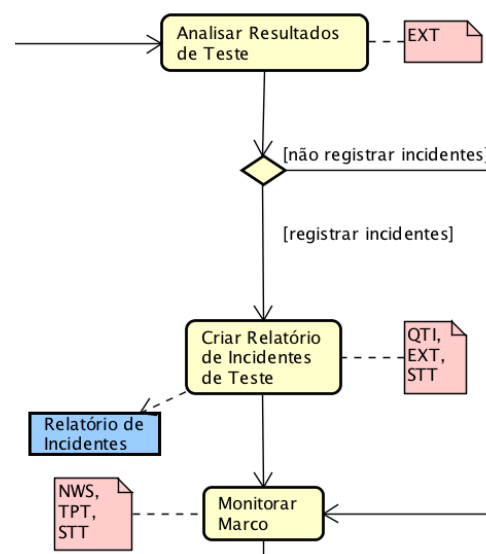 Analisar Resultados
de Teste
EXT
[não registrar incidentes]
[registrar incidentes]
Criar Relatório
de Incidentes
de Teste
QTI,
EXT,
STT
Relatório de
Incidentes
NWS,
TPT,
STT
Monitorar
Marco